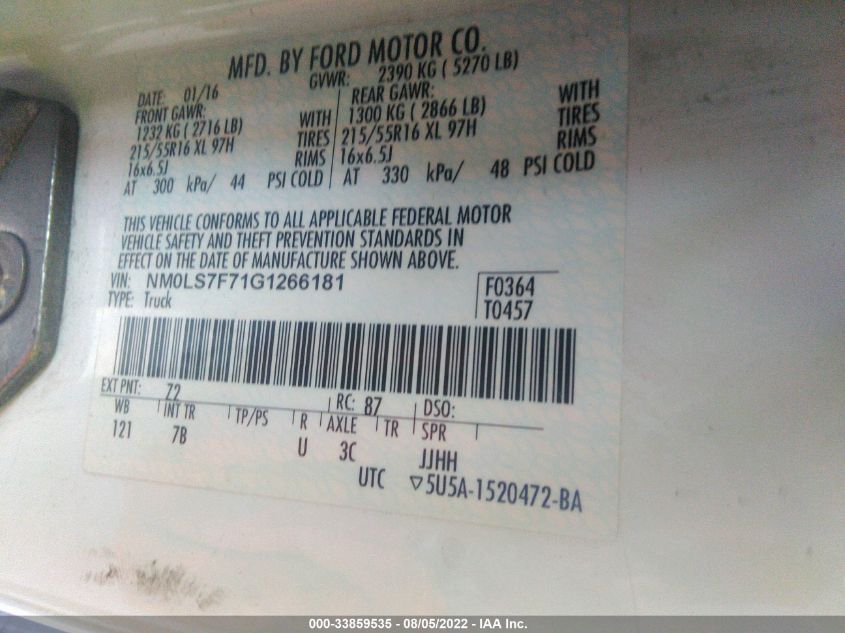 MFD. BY FORD MOTOR CO.
DATE: 01/16 GVWR: 2390 KG ( 5270 LB)
FRONT GAWR: REAR GAWR:
1232 KG ( 2716 LB) WITH 1300 KG ( 2866 LB) WITH
215/55R16 XL 97H TIRES 215/55R16 XL 97H TIRES
16x6.5J RIMS 16x6.5J RIMS
AT 300 kPa/ 44 PSI COLD AT 330 kPa/ 48 PSI COLD
THIS VEHICLE CONFORMS TO ALL APPLICABLE FEDERAL MOTOR
VEHICLE SAFETY AND THEFT PREVENTION STANDARDS IN
EFFECT ON THE DATE OF MANUFACTURE SHOWN ABOVE.
VIN: NM0LS7F71G1266181 F0364
TYPE: Truck T0457
EXT PNT: 72 RC: 87 DSO:
WB INT TR TP/PS R AXLE TR SPR
121 7B U 3C JJHH
UTC ▽5U5A-1520472-BA
000-33859535 - 08/05/2022 - IAA Inc.